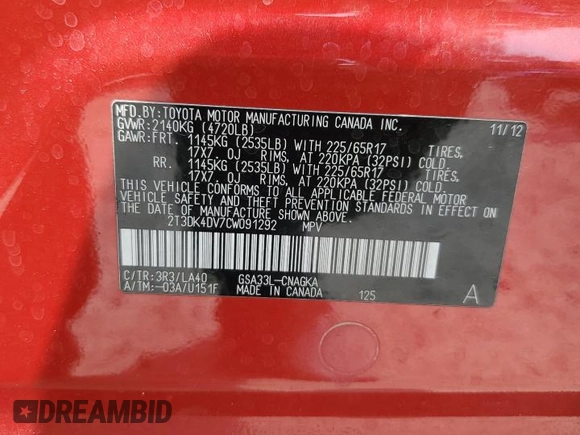 MFD.BY:TOYOTA MOTOR MANUFACTURING CANADA INC.
GVWR:2140KG (4720LB) 11/12
GAWR:FRT. 1145KG (2535LB) WITH 225/65R17 TIRES,
17X7.0J RIMS, AT 220KPA (32PSI) COLD.
RR. 1145KG (2535LB) WITH 225/65R17 TIRES,
17X7.0J RIMS, AT 220KPA (32PSI) COLD.
THIS VEHICLE CONFORMS TO ALL APPLICABLE FEDERAL MOTOR
VEHICLE SAFETY AND THEFT PREVENTION STANDARDS IN EFFECT
ON THE DATE OF MANUFACTURE SHOWN ABOVE.
2T3DK4DV7CW091292 MPV
C/TR:3R3/LA40 GSA33L-CNAGKA
A/TM:-03A/U151F MADE IN CANADA 125 A
DREAMBID